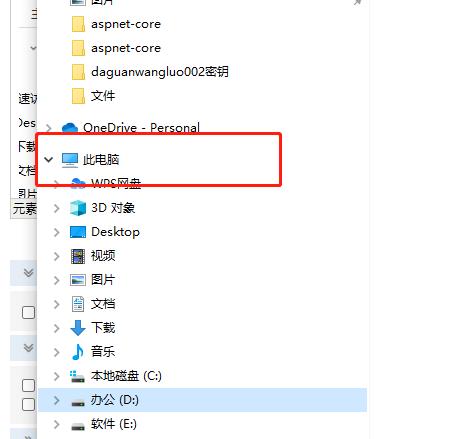 图片
主
aspnet-core
aspnet-core
daguanwangluo002密钥
速访
文件
Des
OneDrive - Personal
下载
此电脑
文档
WPS网盘
图片
3D 对象
元素
Desktop
视频
图片
文档
下载
音乐
本地磁盘 (C:)
办公 (D:)
软件 (E:)